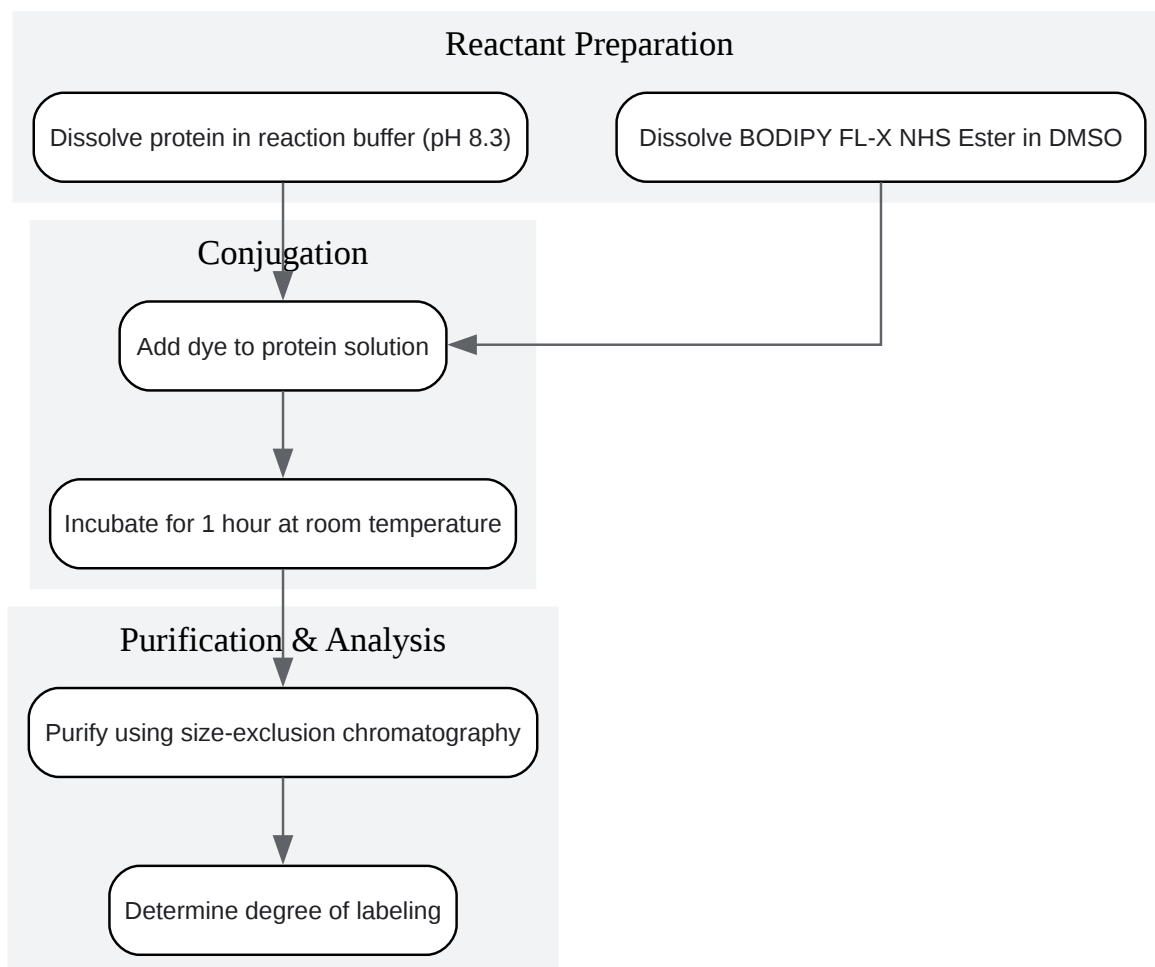 Reactant Preparation
Dissolve protein in reaction buffer (pH 8.3)
Dissolve BODIPY FL-X NHS Ester in DMSO
Conjugation
Add dye to protein solution
Incubate for 1 hour at room temperature
Purification & Analysis
Purify using size-exclusion chromatography
Determine degree of labeling